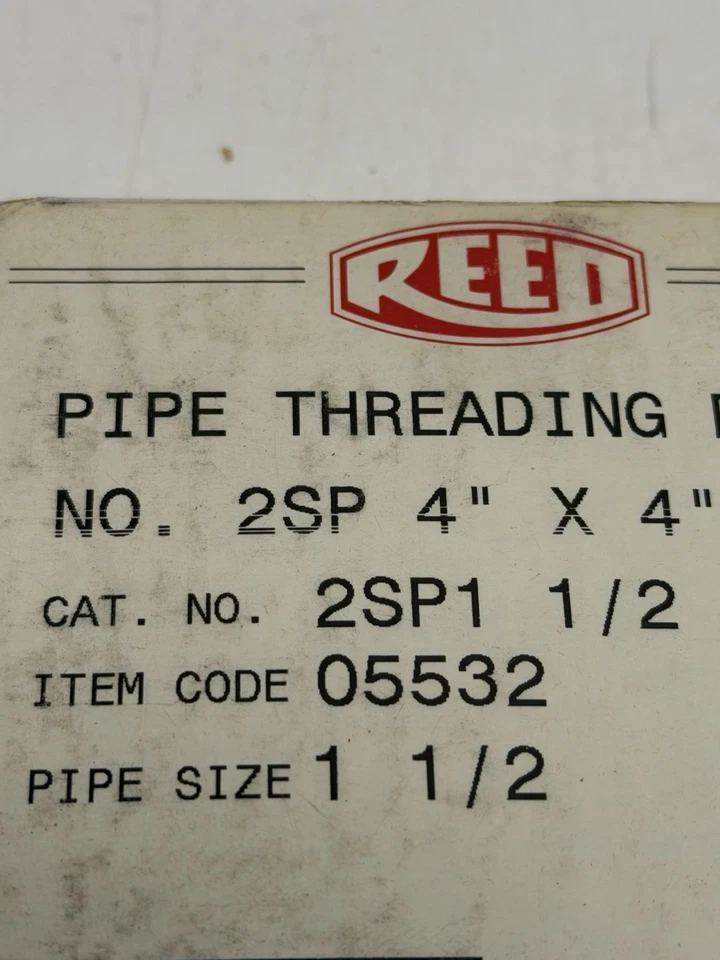 REED
PIPE THREADING
NO. 2SP 4" X 4"
CAT. NO. 2SP1 1/2
ITEM CODE 05532
PIPE SIZE 1 1/2